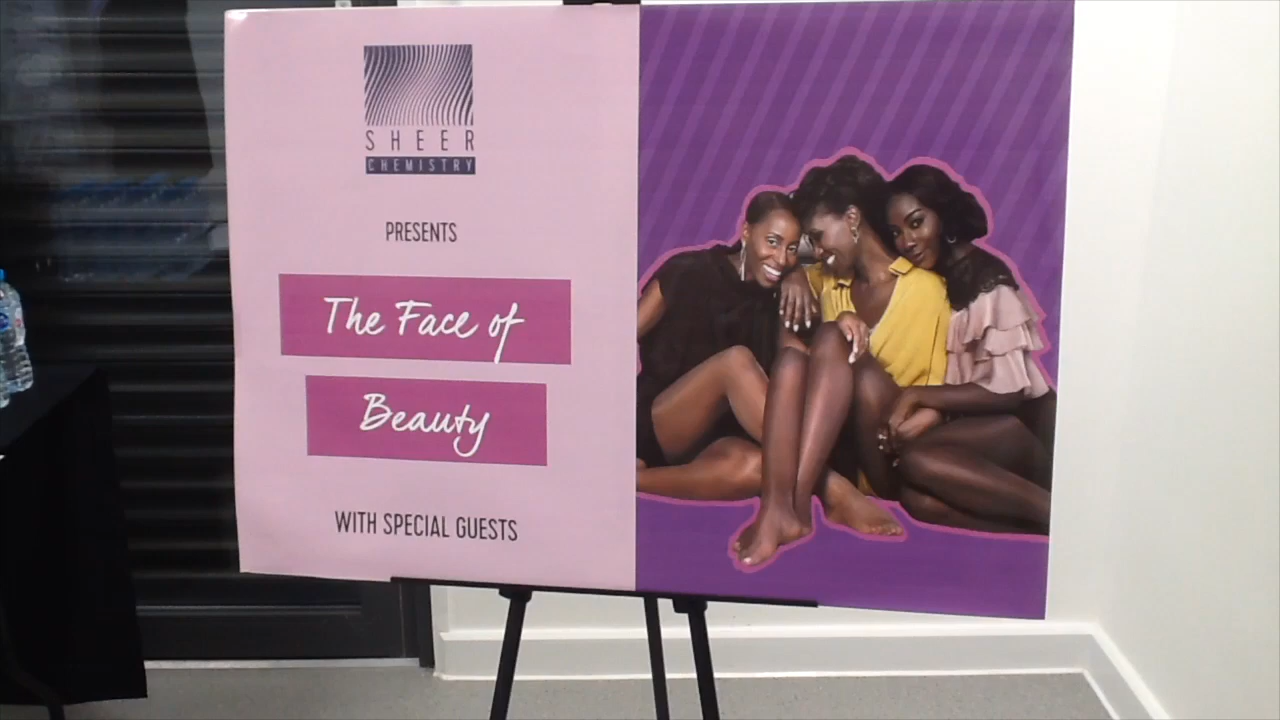 SHEER
CHEMISTRY
PRESENTS
The Face of
Beauty
WITH SPECIAL GUESTS